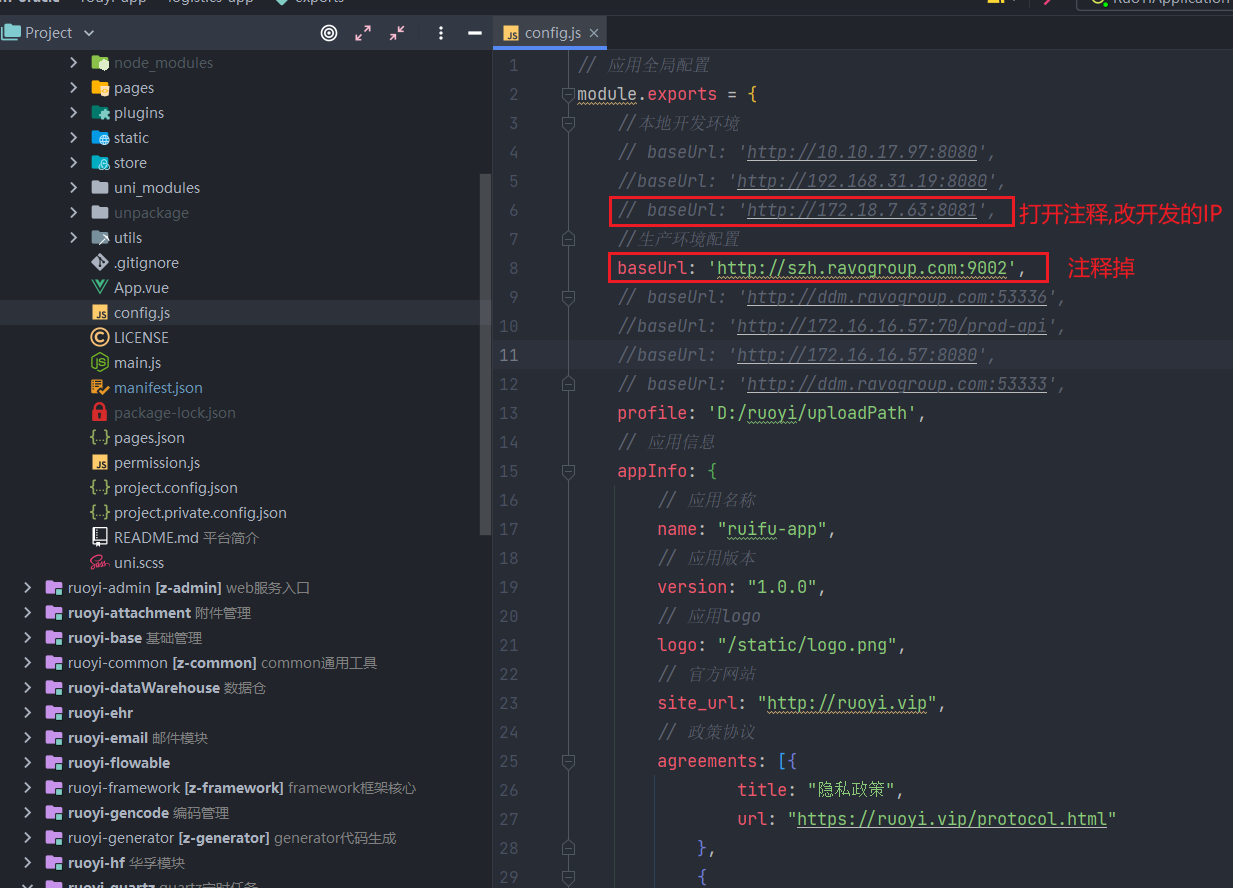 Project
config.js
node_modules
pages
plugins
static
store
uni_modules
unpackage
utils
.gitignore
App.vue
config.js
LICENSE
main.js
manifest.json
package-lock.json
pages.json
permission.js
project.config.json
project.private.config.json
README.md 平台简介
uni.scss
ruoyi-admin [z-admin] web服务入口
ruoyi-attachment 附件管理
ruoyi-base 基础管理
ruoyi-common [z-common] common通用工具
ruoyi-dataWarehouse 数据仓
ruoyi-ehr
ruoyi-email 邮件模块
ruoyi-flowable
ruoyi-framework [z-framework] framework框架核心
ruoyi-gencode 编码管理
ruoyi-generator [z-generator] generator代码生成
ruoyi-hf 华孚模块
ruoyi-quartz quartz定时任务
1 // 应用全局配置
2 module.exports = {
3 //本地开发环境
4 // baseUrl: 'http://10.10.17.97:8080',
5 //baseUrl: 'http://192.168.31.19:8080',
6 // baseUrl: 'http://172.18.7.63:8081', 打开注释,改开发的IP
7 //生产环境配置
8 baseUrl: 'http://szh.ravogroup.com:9002', 注释掉
9 // baseUrl: 'http://ddm.ravogroup.com:53336',
10 //baseUrl: 'http://172.16.16.57:70/prod-api',
11 //baseUrl: 'http://172.16.16.57:8080',
12 // baseUrl: 'http://ddm.ravogroup.com:53333',
13 profile: 'D:/ruoyi/uploadPath',
14 // 应用信息
15 appInfo: {
16 // 应用名称
17 name: "ruifu-app",
18 // 应用版本
19 version: "1.0.0",
20 // 应用logo
21 logo: "/static/logo.png",
22 // 官方网站
23 site_url: "http://ruoyi.vip",
24 // 政策协议
25 agreements: [{
26 title: "隐私政策",
27 url: "https://ruoyi.vip/protocol.html"
28 },
29 {